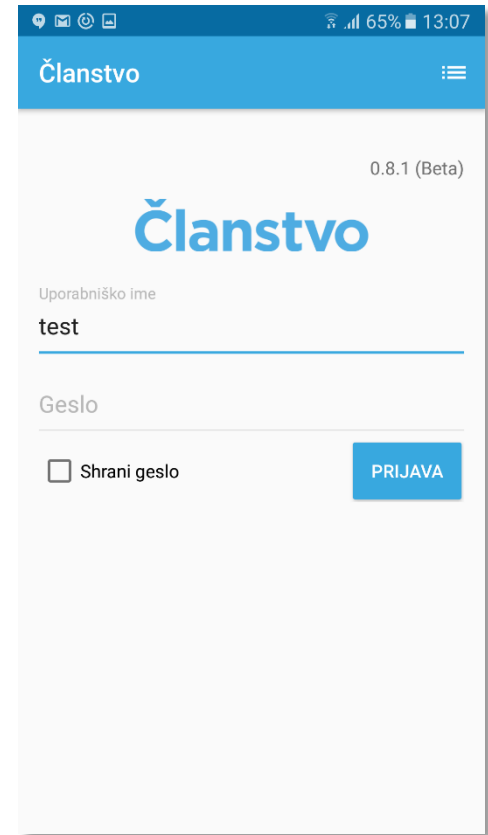 65% 13:07
Članstvo
0.8.1 (Beta)
Članstvo
Uporabniško ime
test
Geslo
Shrani geslo
PRIJAVA